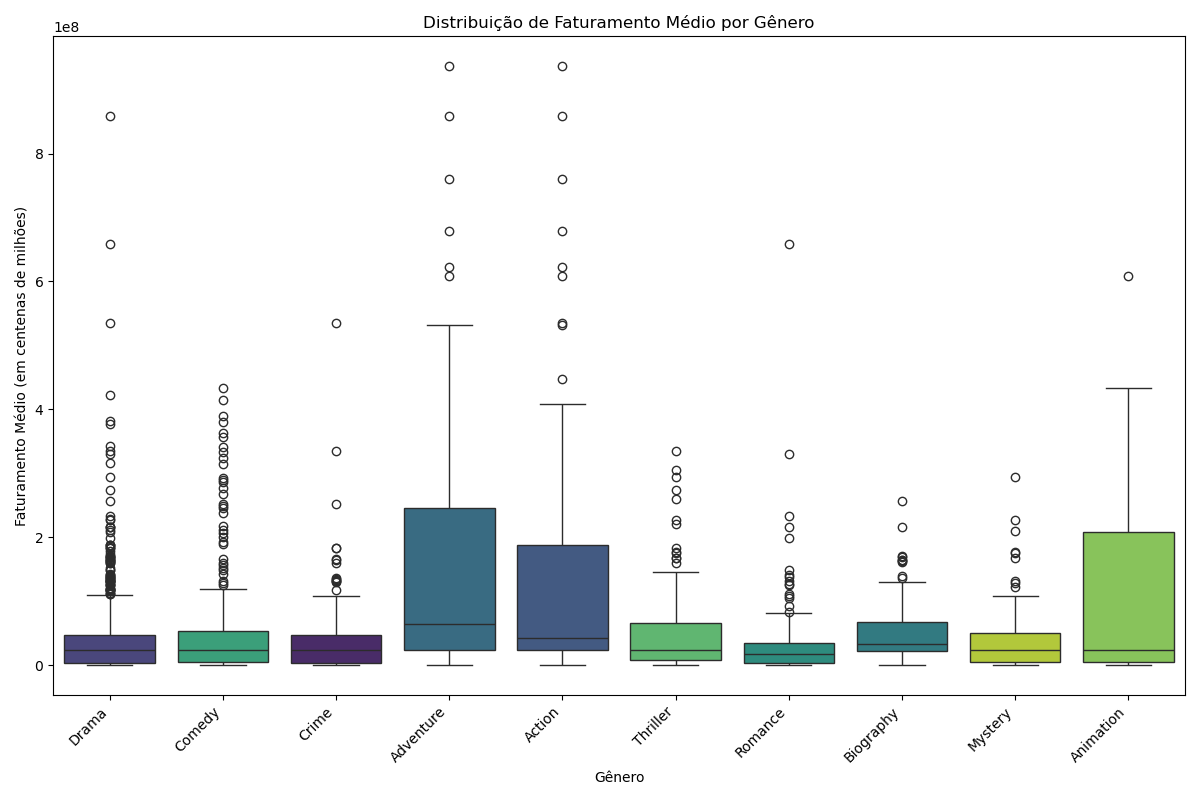 Distribuição de Faturamento Médio por Gênero
1e8
8
6
4
2
0
Faturamento Médio (em centenas de milhões)
Drama
Comedy
Crime
Adventure
Action
Thriller
Romance
Biography
Mystery
Animation
Gênero